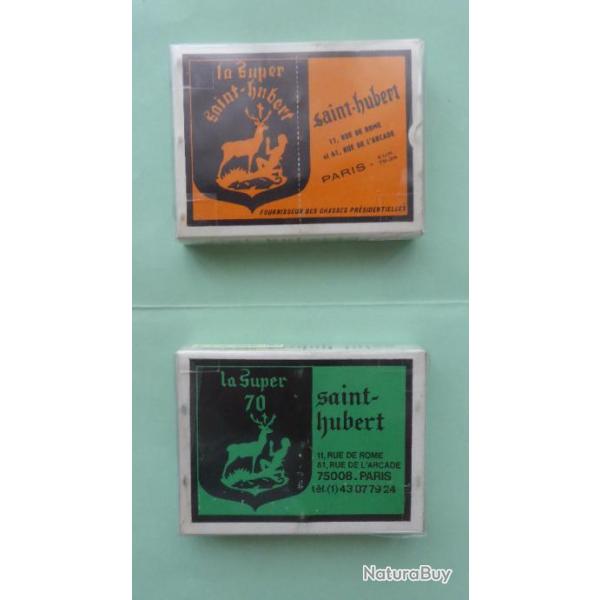 la Super
saint-hubert
saint-hubert
11, RUE DE ROME
et 61, RUE DE L'ARCADE
PARIS - EUR.
FOURNISSEUR DES CHASSES PRÉSIDENTIELLES
la Super
70
saint-
hubert
11, RUE DE ROME
61, RUE DE L'ARCADE
75008. PARIS
tél.(1) 43 07 79 24
NaturaBuy